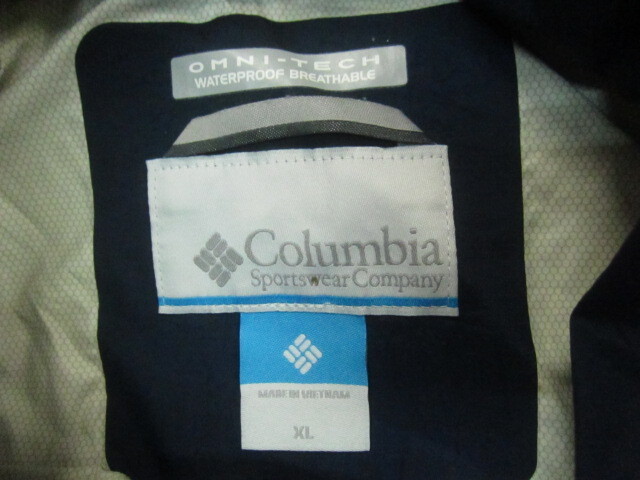 OMNI-TECH
WATERPROOF BREATHABLE
Columbia
Sportswear Company
MADE IN VIETNAM
XL